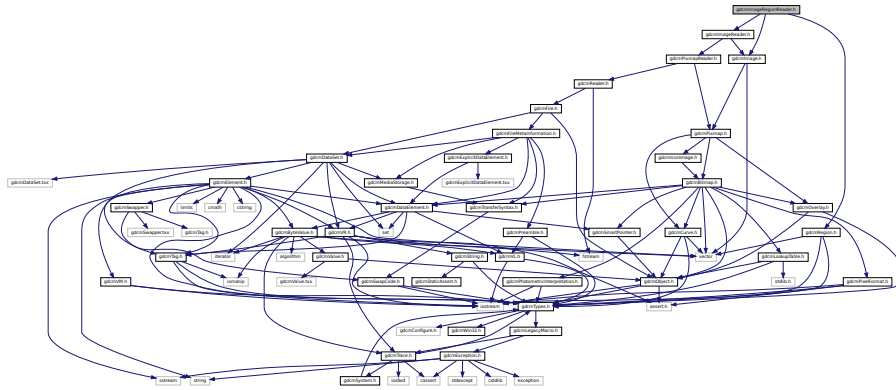 gdcmImageRegionReader.h
gdcmImageReader.h
gdcmPixmapReader.h
gdcmImage.h
gdcmReader.h
gdcmFile.h
gdcmFileMetaInformation.h
gdcmPixmap.h
gdcmDataSet.h
gdcmExplicitDataElement.h
gdcmIconImage.h
gdcmDataSet.txx
gdcmElement.h
gdcmMediaStorage.h
gdcmExplicitDataElement.txx
gdcmBitmap.h
gdcmSwapper.h
limits
cmath
cstring
gdcmDataElement.h
gdcmTransferSyntax.h
gdcmOverlay.h
gdcmSwapper.txx
gdcmTag.h
gdcmByteValue.h
gdcmVR.h
set
gdcmPreamble.h
gdcmSmartPointer.h
gdcmCurve.h
gdcmRegion.h
gdcmTag.h
iterator
algorithm
gdcmValue.h
gdcmString.h
gdcmVL.h
fstream
vector
gdcmLookupTable.h
gdcmVM.h
iomanip
gdcmValue.txx
gdcmSwapCode.h
gdcmStaticAssert.h
gdcmPhotometricInterpretation.h
gdcmObject.h
stdlib.h
gdcmPixelFormat.h
iostream
gdcmTypes.h
assert.h
gdcmConfigure.h
gdcmWin32.h
gdcmLegacyMacro.h
gdcmTrace.h
gdcmException.h
sstream
string
gdcmSystem.h
iosfwd
cassert
stdexcept
cstdlib
exception